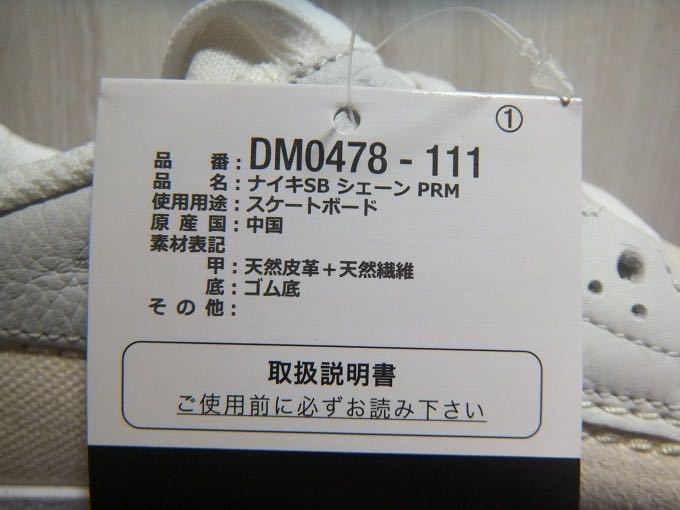 ①
品番：DM0478 - 111
品名：ナイキSB シェーン PRM
使用用途：スケートボード
原産国：中国
素材表記
甲：天然皮革＋天然繊維
底：ゴム底
その他：
取扱説明書
ご使用前に必ずお読み下さい